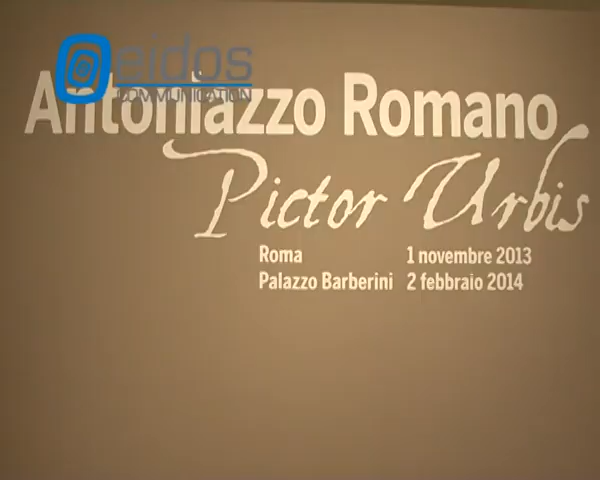 eidos
COMMUNICATION
Antoniazzo Romano
Pictor Urbis
Roma 1 novembre 2013
Palazzo Barberini 2 febbraio 2014